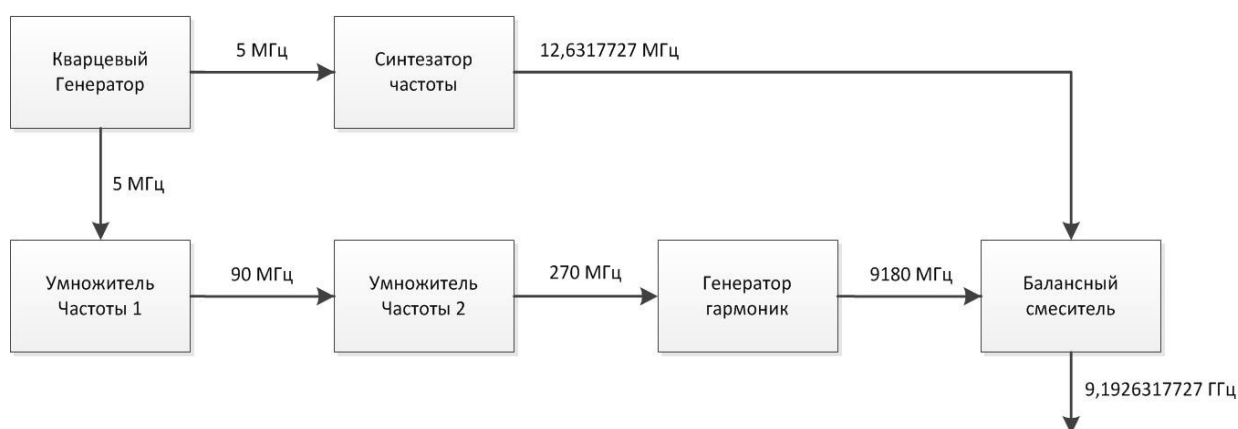 Кварцевый
Генератор
5 МГц
Синтезатор
частоты
12,6317727 МГц
5 МГц
Умножитель
Частоты 1
90 МГц
Умножитель
Частоты 2
270 МГц
Генератор
гармоник
9180 МГц
Балансный
смеситель
9,1926317727 ГГц